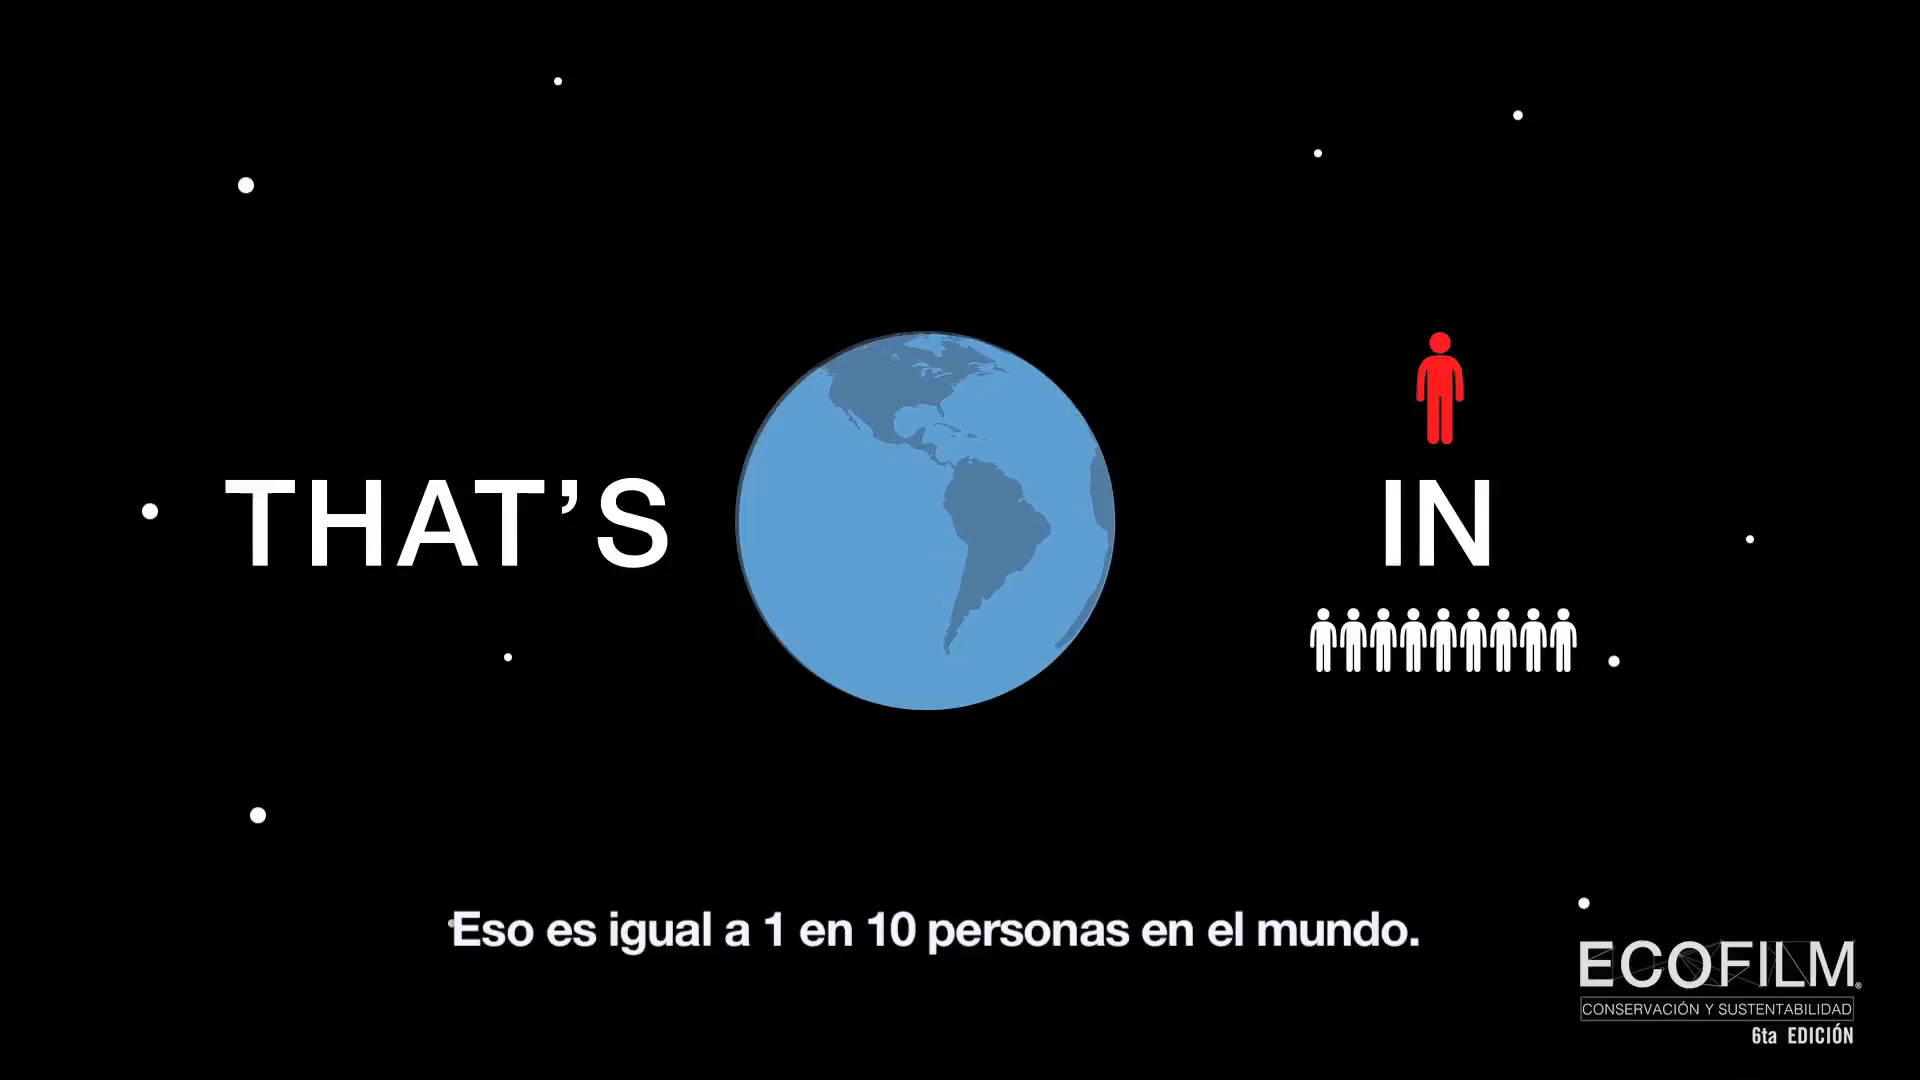 THAT'S
IN
Eso es igual a 1 en 10 personas en el mundo.
ECOFILM®
CONSERVACIÓN Y SUSTENTABILIDAD
6ta EDICIÓN